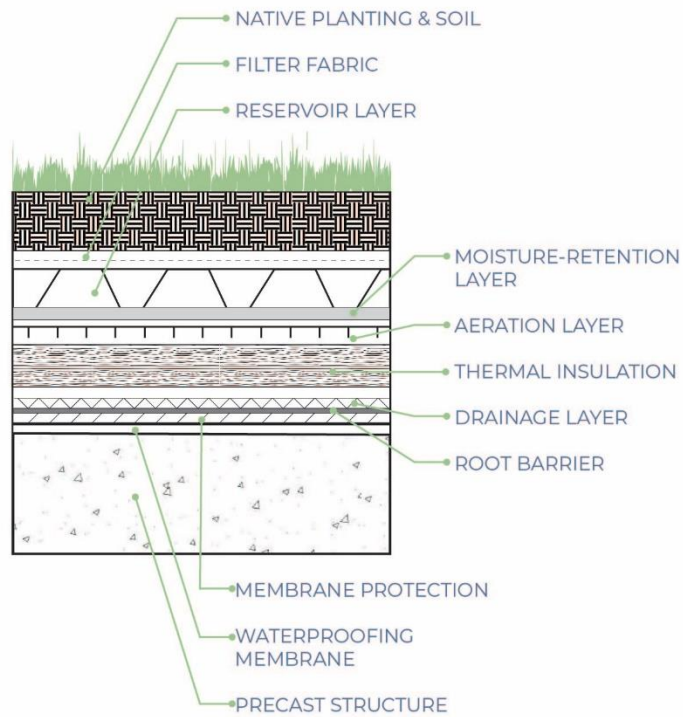 NATIVE PLANTING & SOIL
FILTER FABRIC
RESERVOIR LAYER
MOISTURE-RETENTION
LAYER
AERATION LAYER
THERMAL INSULATION
DRAINAGE LAYER
ROOT BARRIER
MEMBRANE PROTECTION
WATERPROOFING
MEMBRANE
PRECAST STRUCTURE